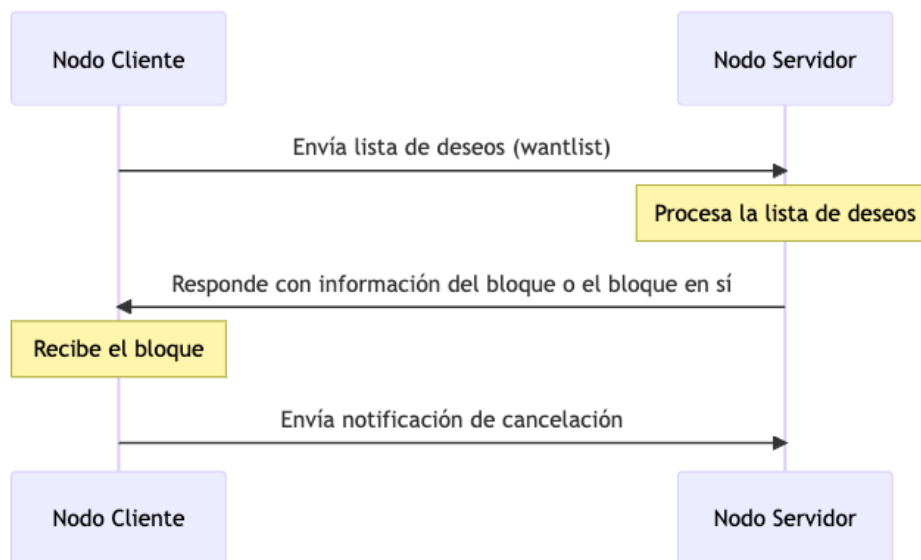 Nodo Cliente
Nodo Servidor
Envía lista de deseos (wantlist)
Procesa la lista de deseos
Responde con información del bloque o el bloque en sí
Recibe el bloque
Envía notificación de cancelación
Nodo Cliente
Nodo Servidor